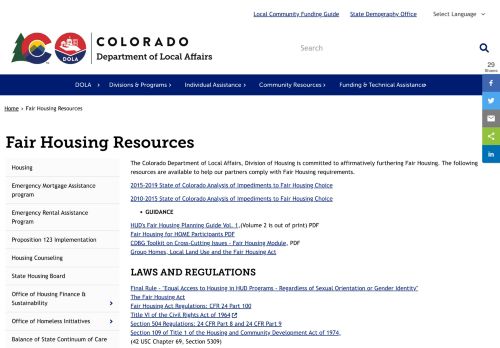 Local Community Funding Guide State Demography Office Select Language
COLORADO
Department of Local Affairs
DOLA
Search
DOLA Divisions & Programs Individual Assistance Community Resources Funding & Technical Assistance
29
Shares
Home › Fair Housing Resources
Fair Housing Resources
Housing
Emergency Mortgage Assistance
program
Emergency Rental Assistance
Program
Proposition 123 Implementation
Housing Counseling
State Housing Board
Office of Housing Finance &
Sustainability
Office of Homeless Initiatives
Balance of State Continuum of Care
The Colorado Department of Local Affairs, Division of Housing is committed to affirmatively furthering Fair Housing. The following
resources are available to help our partners comply with Fair Housing requirements.
2015-2019 State of Colorado Analysis of Impediments to Fair Housing Choice
2010-2015 State of Colorado Analysis of Impediments to Fair Housing Choice
• GUIDANCE
HUD's Fair Housing Planning Guide Vol. 1 ,(Volume 2 is out of print) PDF
Fair Housing for HOME Participants PDF
CDBG Toolkit on Cross-Cutting Issues - Fair Housing Module, PDF
Group Homes, Local Land Use and the Fair Housing Act
LAWS AND REGULATIONS
Final Rule - "Equal Access to Housing in HUD Programs - Regardless of Sexual Orientation or Gender Identity"
The Fair Housing Act
Fair Housing Act Regulations: CFR 24 Part 100
Title VI of the Civil Rights Act of 1964
Section 504 Regulations: 24 CFR Part 8 and 24 CFR Part 9
Section 109 of Title 1 of the Housing and Community Development Act of 1974,
(42 USC Chapter 69, Section 5309)